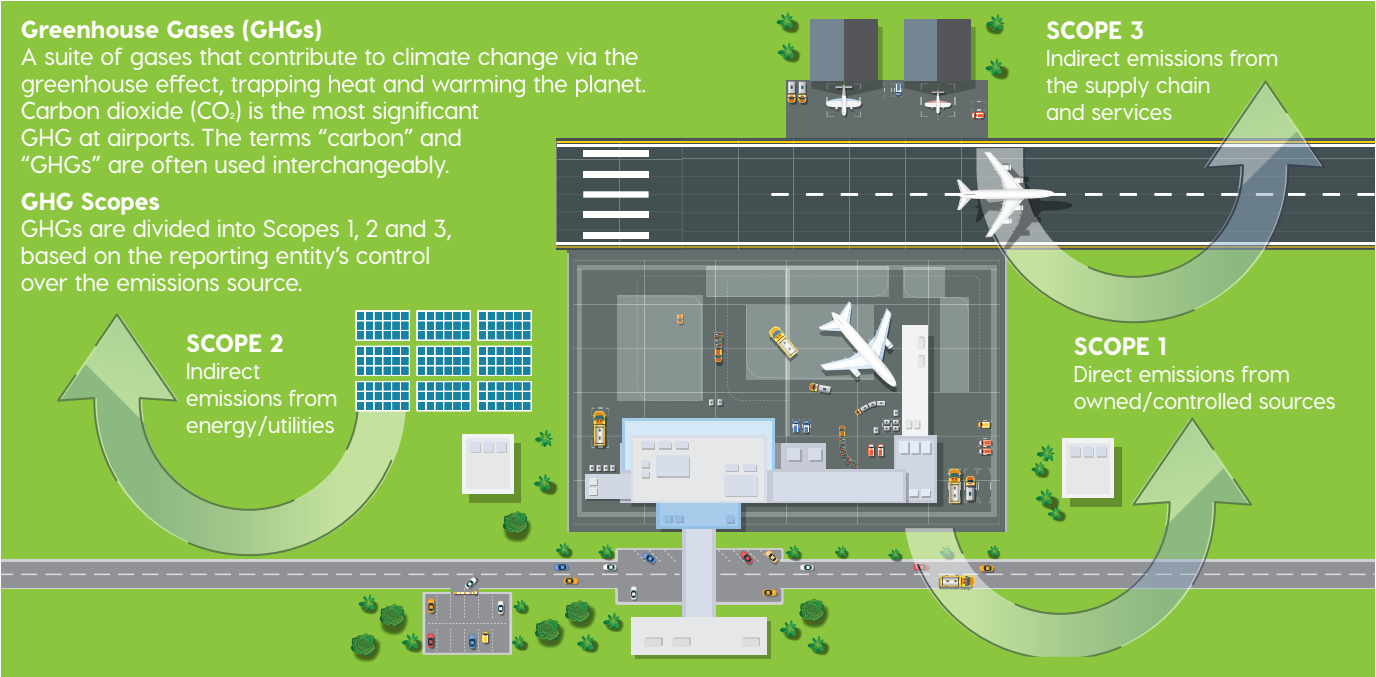 Greenhouse Gases (GHGs)
A suite of gases that contribute to climate change via the
greenhouse effect, trapping heat and warming the planet.
Carbon dioxide (CO₂) is the most significant
GHG at airports. The terms “carbon” and
“GHGs” are often used interchangeably.
GHG Scopes
GHGs are divided into Scopes 1, 2 and 3,
based on the reporting entity’s control
over the emissions source.
SCOPE 2
Indirect
emissions from
energy/utilities
SCOPE 3
Indirect emissions from
the supply chain
and services
SCOPE 1
Direct emissions from
owned/controlled sources